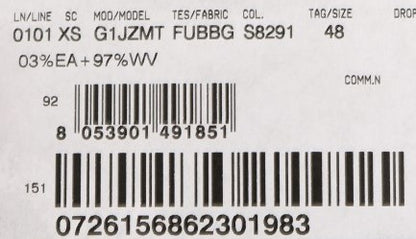 LN/LINE SC MOD/MODEL TES/FABRIC COL. TAG/SIZE DROP
0101 XS G1JZMT FUBBG S8291 48
03%EA+97%WV
COMM.N
92
8 053901 491851
151
0726156862301983